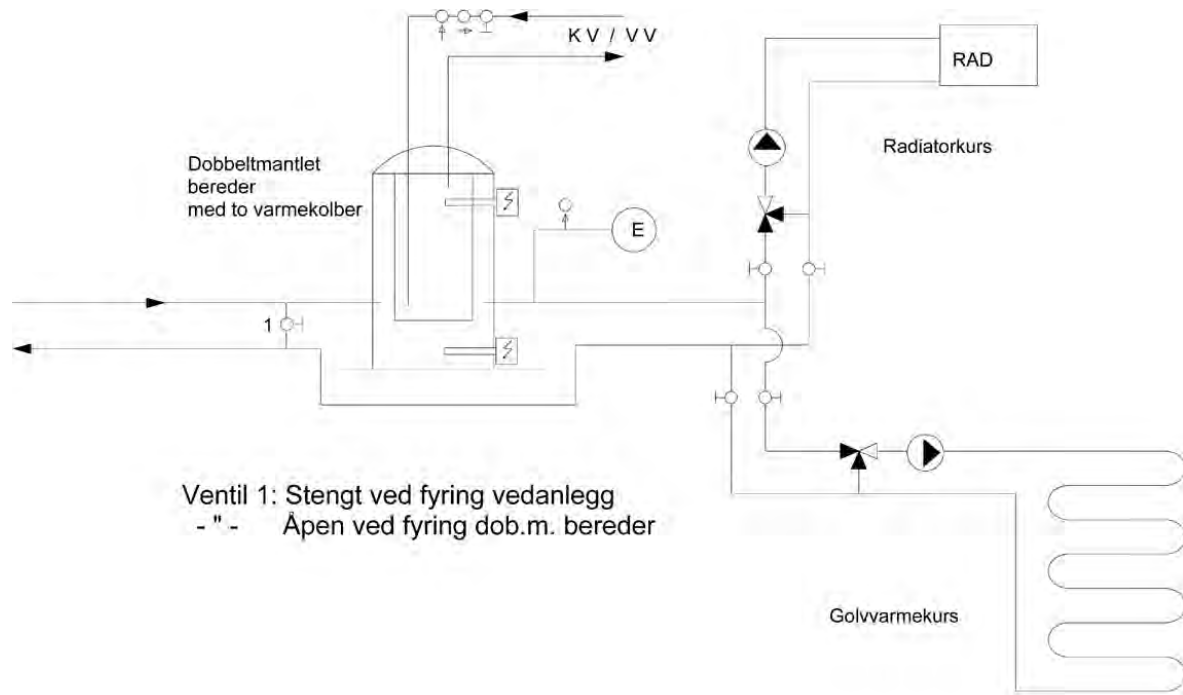 K V / V V
RAD
Dobbeltmantlet
bereder
med to varmekolber
Radiatorkurs
E
1
Ventil 1: Stengt ved fyring vedanlegg
- " - Åpen ved fyring dob.m. bereder
Golvvarmekurs